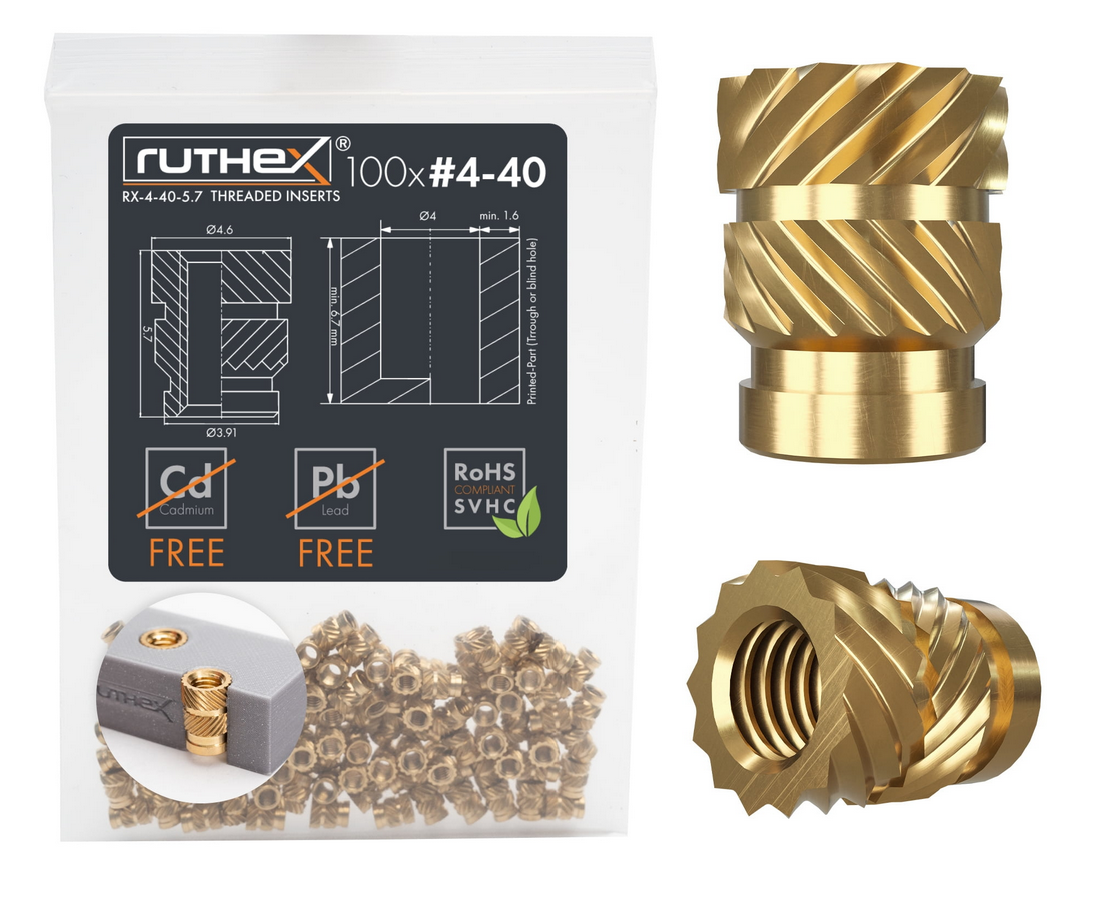 RUTHEX®
100x #4-40
RX-4-40-5.7 THREADED INSERTS
Ø4.6
5.7
Ø3.91
Ø4
min. 1.6
min. 6.7 mm
Printed-Part (Trrough or blind hole)
Cd
Cadmium
FREE
Pb
Lead
FREE
RoHS
COMPLIANT
SVHC
RUTHEX